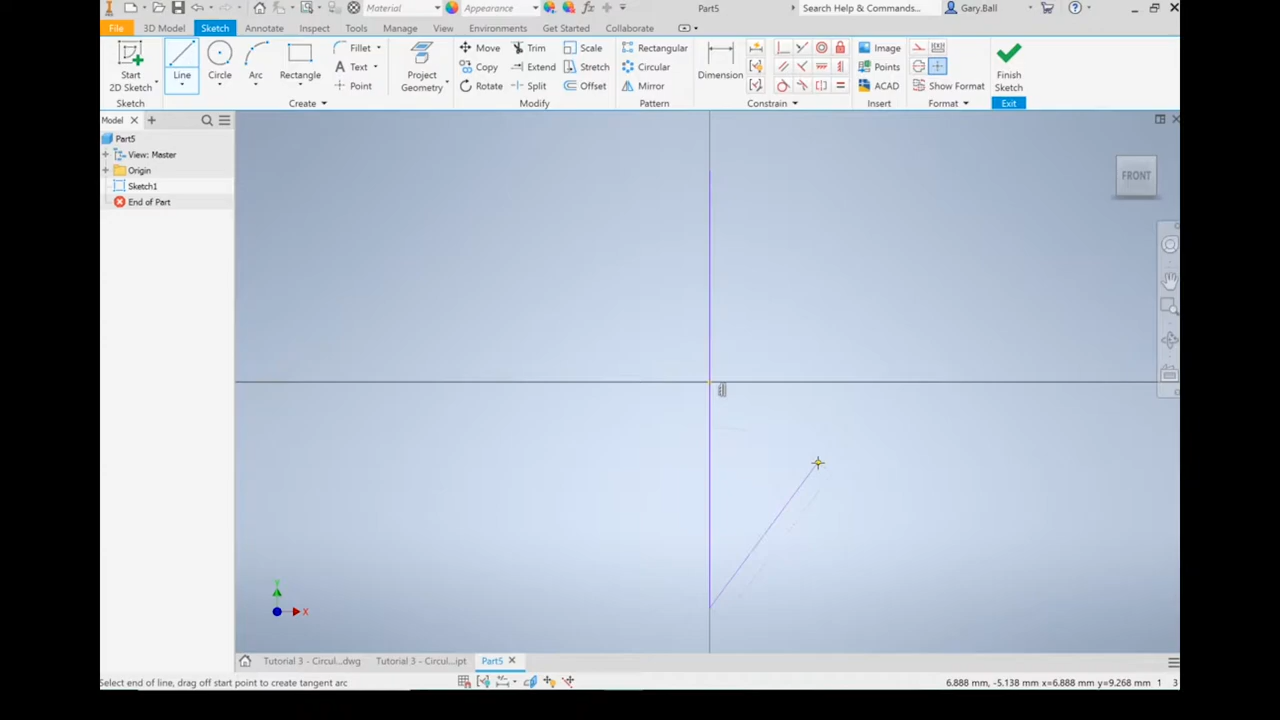 Material
Appearance
Part5
Search Help & Commands...
Gary.Ball
File 3D Model Sketch Annotate Inspect Tools Manage View Environments Get Started Collaborate
Start
2D Sketch
Line
Circle
Arc
Rectangle
Fillet
Text
Point
Project
Geometry
Move
Copy
Rotate
Trim
Extend
Split
Scale
Stretch
Offset
Dimension
Rectangular
Circular
Mirror
Image
Points
ACAD
Show Format
Finish
Sketch
Sketch Create Modify Pattern Constrain Insert Format Exit
Model
Part5
View: Master
Origin
Sketch1
End of Part
FRONT
Y
X
Tutorial 3 - Circul...dwg Tutorial 3 - Circul...ipt Part5
Select end of line, drag off start point to create tangent arc
6.888 mm, -5.138 mm x=6.888 mm y=9.268 mm 1 3